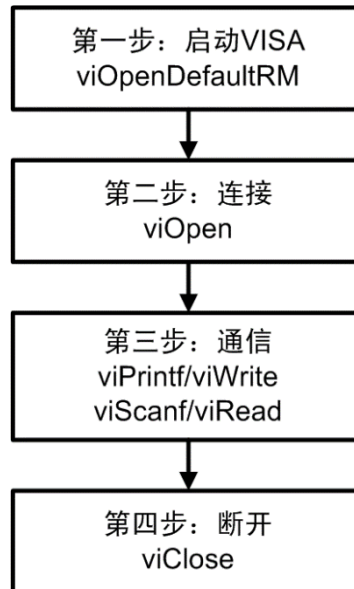 第一步：启动VISA
viOpenDefaultRM
第二步：连接
viOpen
第三步：通信
viPrintf/viWrite
viScanf/viRead
第四步：断开
viClose